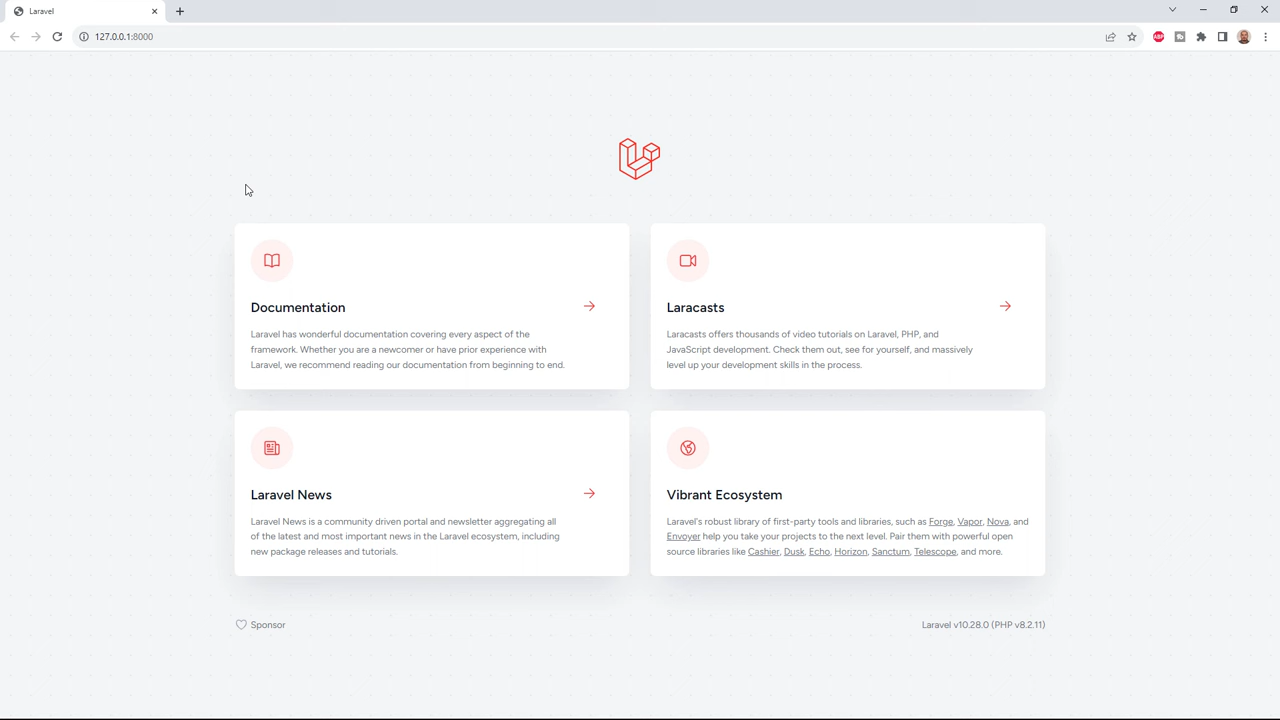 Laravel
127.0.0.1:8000
ABP
Documentation
Laravel has wonderful documentation covering every aspect of the
framework. Whether you are a newcomer or have prior experience with
Laravel, we recommend reading our documentation from beginning to end.
Laracasts
Laracasts offers thousands of video tutorials on Laravel, PHP, and
JavaScript development. Check them out, see for yourself, and massively
level up your development skills in the process.
Laravel News
Laravel News is a community driven portal and newsletter aggregating all
of the latest and most important news in the Laravel ecosystem, including
new package releases and tutorials.
Vibrant Ecosystem
Laravel's robust library of first-party tools and libraries, such as Forge, Vapor, Nova, and
Envoyer help you take your projects to the next level. Pair them with powerful open
source libraries like Cashier, Dusk, Echo, Horizon, Sanctum, Telescope, and more.
Sponsor
Laravel v10.28.0 (PHP v8.2.11)